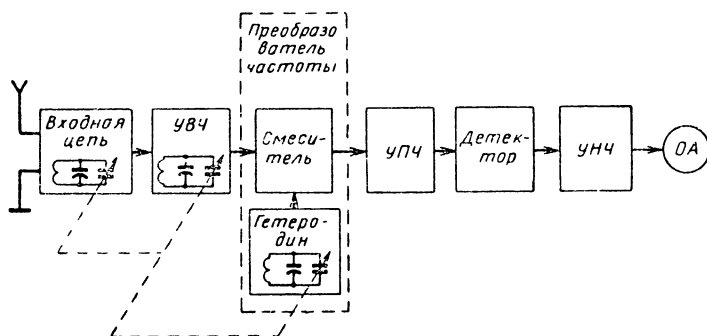 Преобразо
ватель
частоты
Входная
цепь
УВЧ
Смеси-
тель
УПЧ
Детек-
тор
УНЧ
ОА
Гетеро-
дин